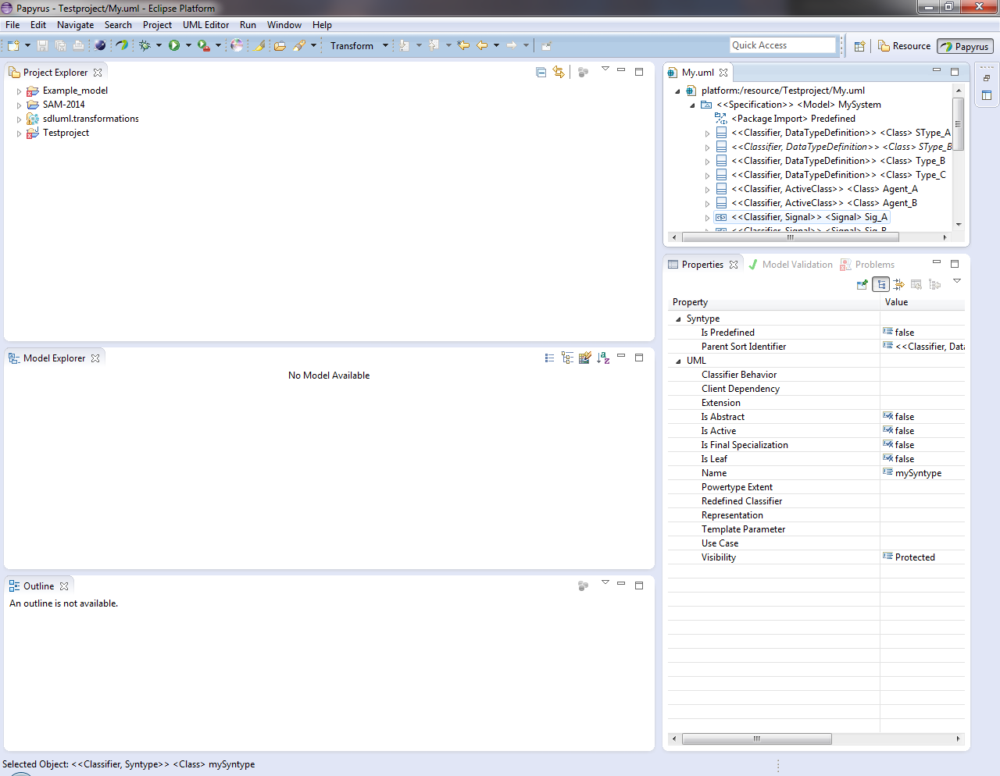 Papyrus - Testproject/My.uml - Eclipse Platform
File Edit Navigate Search Project UML Editor Run Window Help
Transform Quick Access Resource Papyrus
Project Explorer
Example_model
SAM-2014
sdluml.transformations
Testproject
My.uml
platform:/resource/Testproject/My.uml
<<Specification>> <Model> MySystem
<Package Import> Predefined
<<Classifier, DataTypeDefinition>> <Class> SType_A
<<Classifier, DataTypeDefinition>> <Class> SType_B
<<Classifier, DataTypeDefinition>> <Class> Type_B
<<Classifier, DataTypeDefinition>> <Class> Type_C
<<Classifier, ActiveClass>> <Class> Agent_A
<<Classifier, ActiveClass>> <Class> Agent_B
<<Classifier, Signal>> <Signal> Sig_A
<<Classifier, Signal>> <Signal> Sig_B
Properties Model Validation Problems
Property Value
Syntype
Is Predefined false
Parent Sort Identifier <<Classifier, Data
UML
Classifier Behavior
Client Dependency
Extension
Is Abstract false
Is Active false
Is Final Specialization false
Is Leaf false
Name mySyntype
Powertype Extent
Redefined Classifier
Representation
Template Parameter
Use Case
Visibility Protected
Model Explorer
No Model Available
Outline
An outline is not available.
Selected Object: <<Classifier, Syntype>> <Class> mySyntype